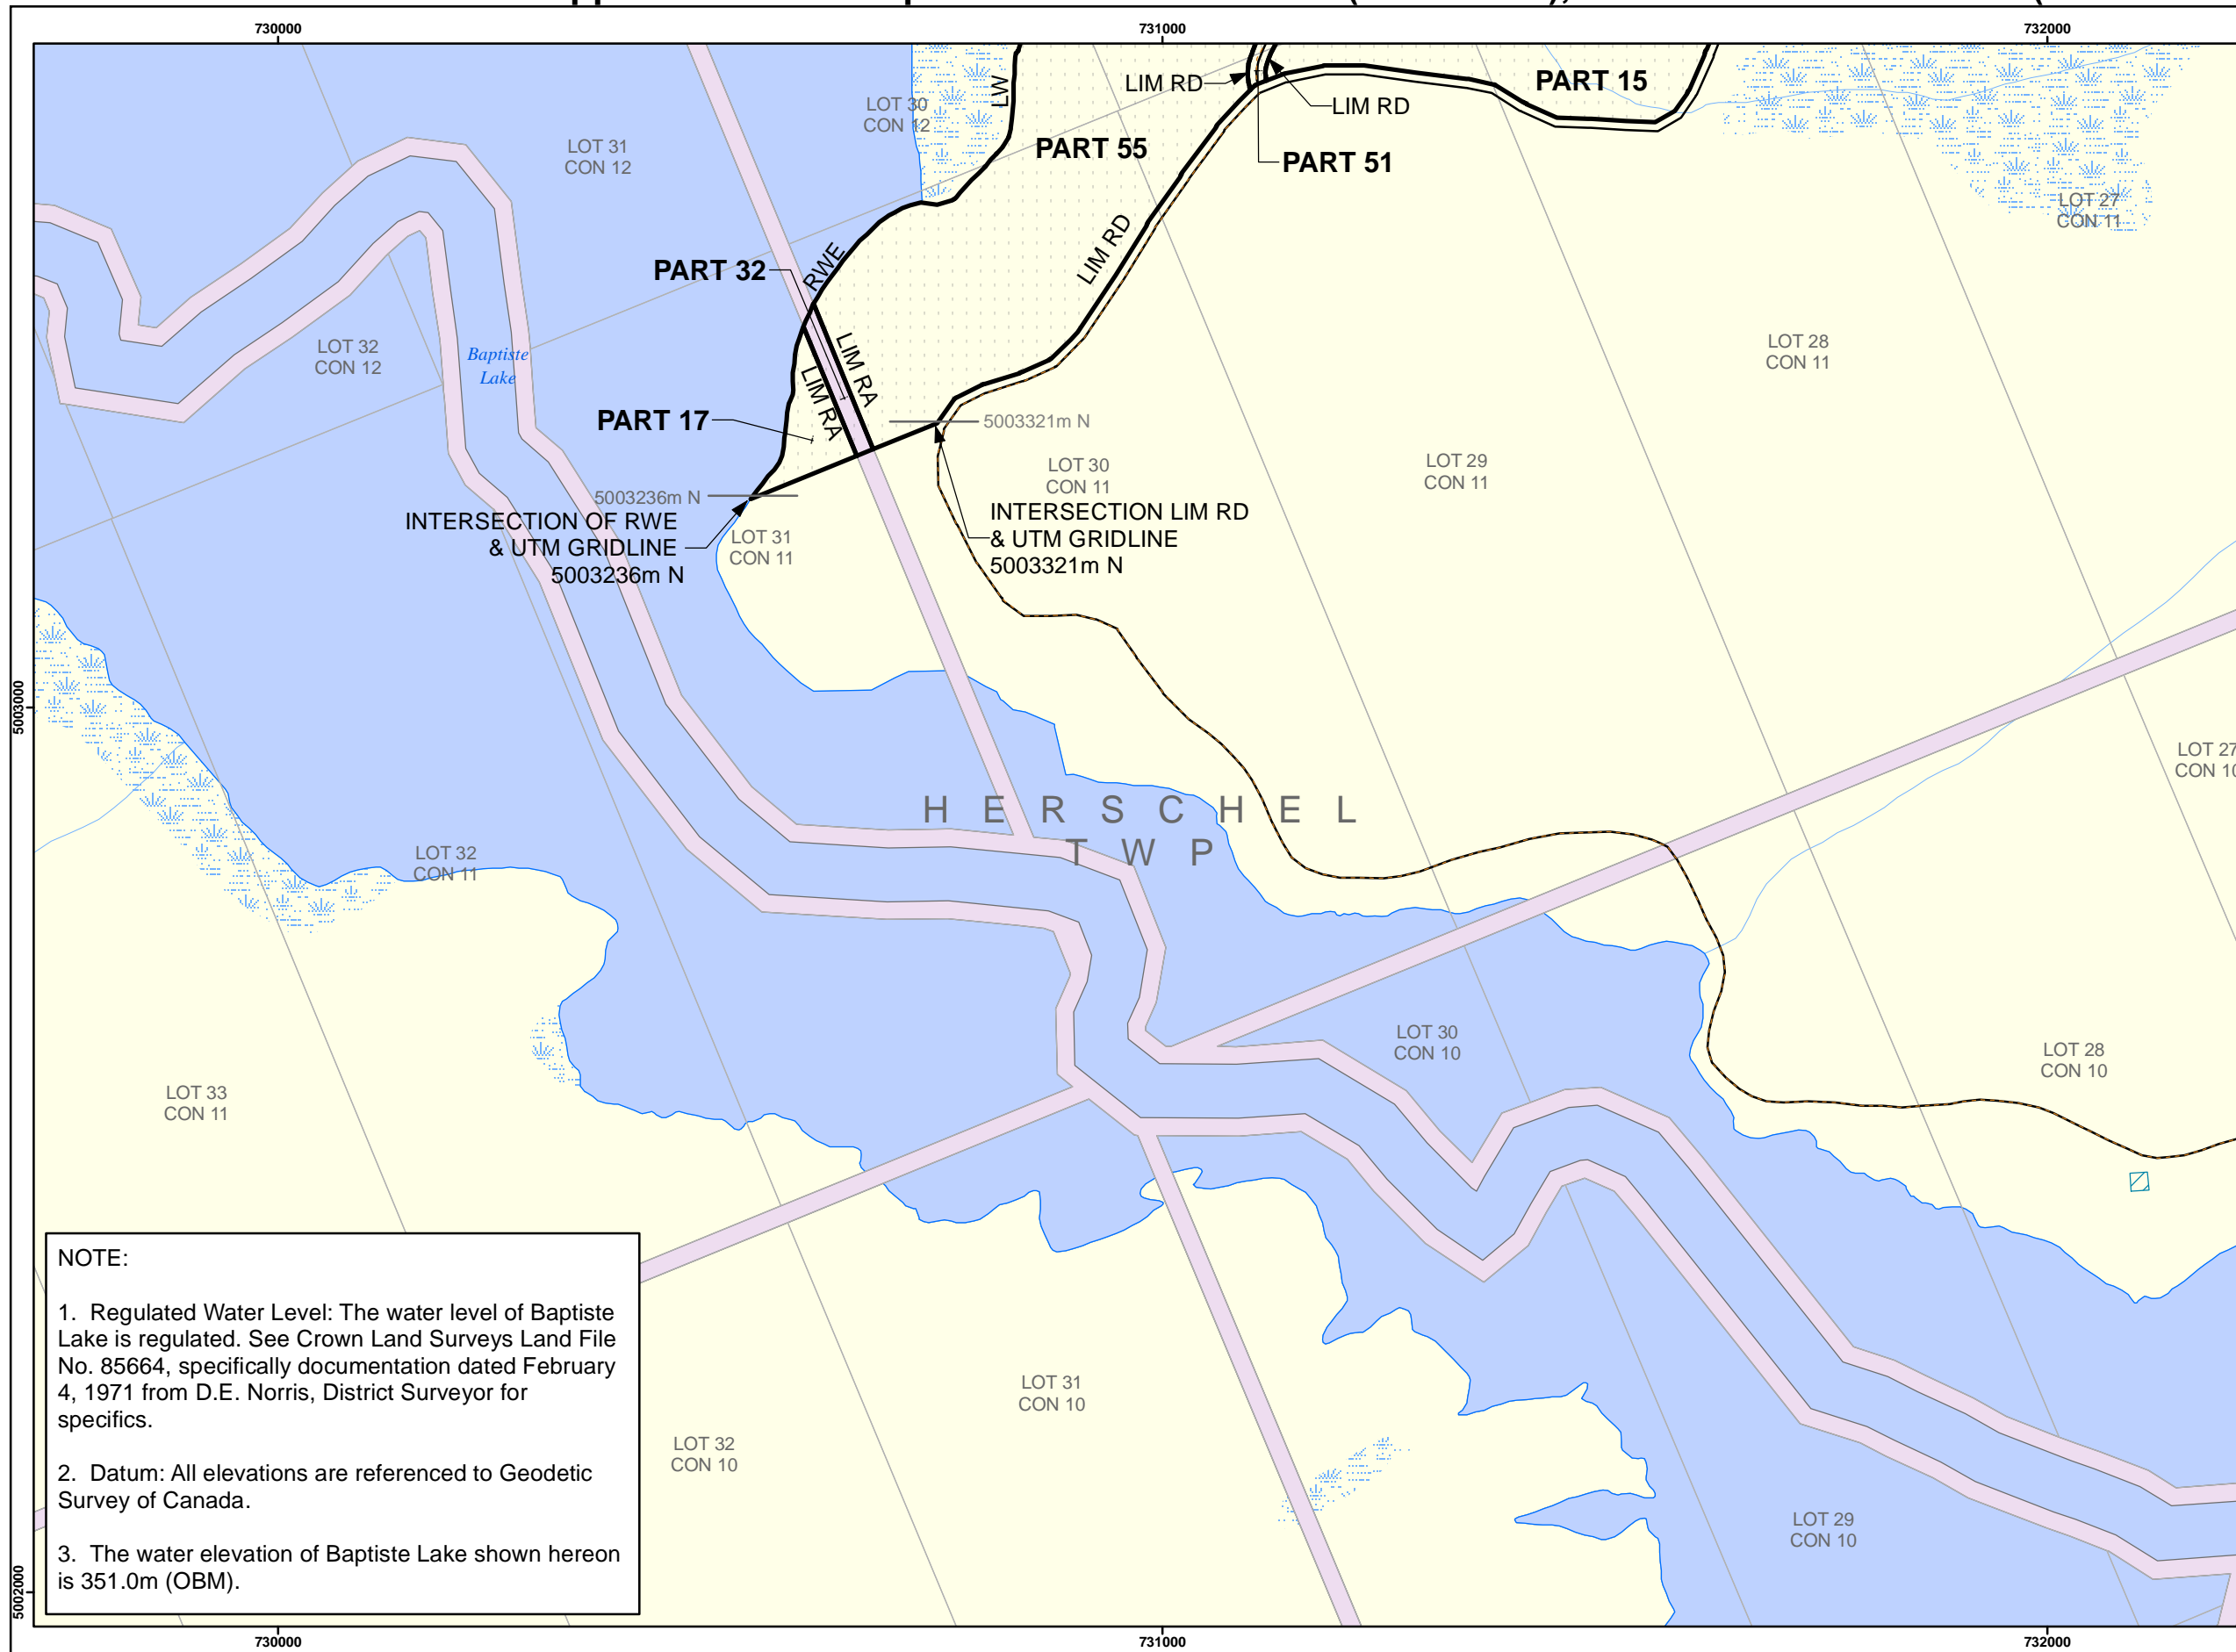 730000
731000
732000
LIM RD
LIM RD
PART 15
LOT 30
CON 12
LW
LOT 31
CON 12
PART 55
PART 51
LOT 27
CON 11
LIM RD
RWE
PART 32
LOT 32
CON 12
Baptiste
Lake
LIM RA
LIM RA
LOT 28
CON 11
PART 17
5003321m N
LOT 30
CON 11
LOT 29
CON 11
5003236m N
INTERSECTION OF RWE
& UTM GRIDLINE
5003236m N
LOT 31
CON 11
INTERSECTION LIM RD
& UTM GRIDLINE
5003321m N
5003000
LOT 27
CON 10
HERSCHEL
TWP
LOT 32
CON 11
LOT 30
CON 10
LOT 28
CON 10
LOT 33
CON 11
NOTE:
1. Regulated Water Level: The water level of Baptiste
Lake is regulated. See Crown Land Surveys Land File
No. 85664, specifically documentation dated February
4, 1971 from D.E. Norris, District Surveyor for
specifics.
2. Datum: All elevations are referenced to Geodetic
Survey of Canada.
3. The water elevation of Baptiste Lake shown hereon
is 351.0m (OBM).
LOT 31
CON 10
LOT 32
CON 10
LOT 29
CON 10
5002000
730000
731000
732000